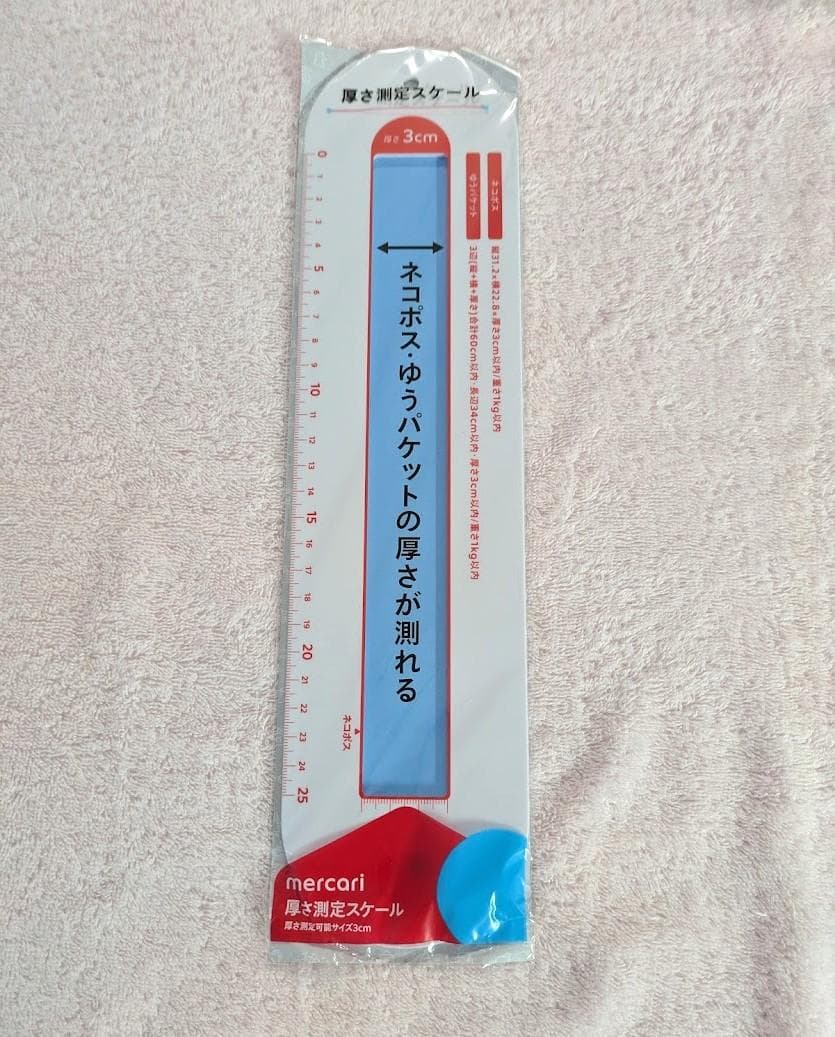 厚さ測定スケール
厚さ 3cm
ネコポス 縦31.2×横22.8×厚さ3cm以内/重さ1kg以内
ゆうパケット 3辺(縦+横+厚さ)合計60cm以内・長辺34cm以内・厚さ3cm以内/重さ1kg以内
ネコポス・ゆうパケットの厚さが測れる
0
1
2
3
4
5
6
7
8
9
10
11
12
13
14
15
16
17
18
19
20
21
22
23
24
25
ネコポス
mercari
厚さ測定スケール
厚さ測定可能サイズ3cm